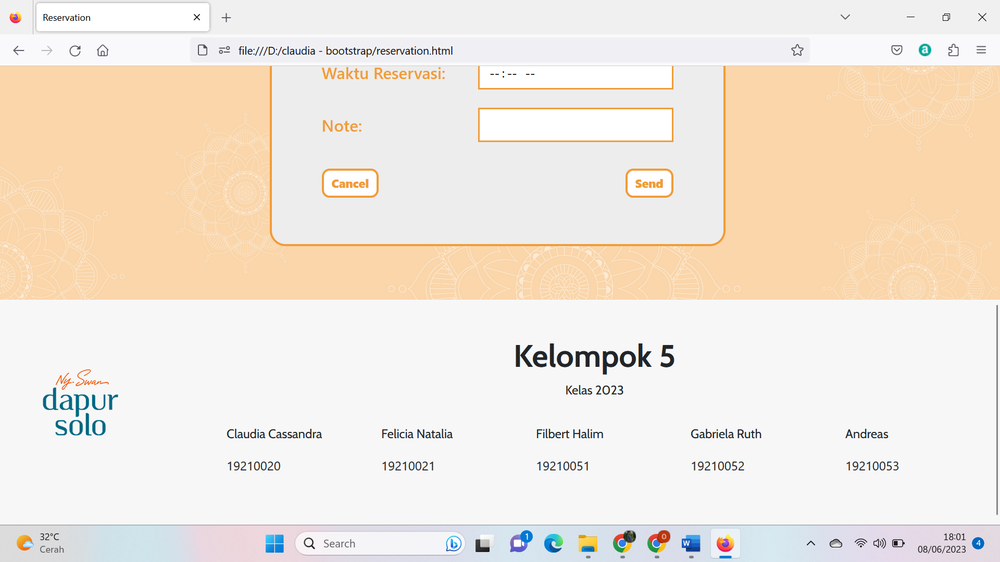 Reservation
file:///D:/claudia - bootstrap/reservation.html
a
Waktu Reservasi:
--:-- --
Note:
Cancel
Send
Ny. Swan
dapur
solo
Kelompok 5
Kelas 2023
Claudia Cassandra
Felicia Natalia
Filbert Halim
Gabriela Ruth
Andreas
19210020
19210021
19210051
19210052
19210053
32°C
Cerah
Search
1
0
W
18:01
08/06/2023
4